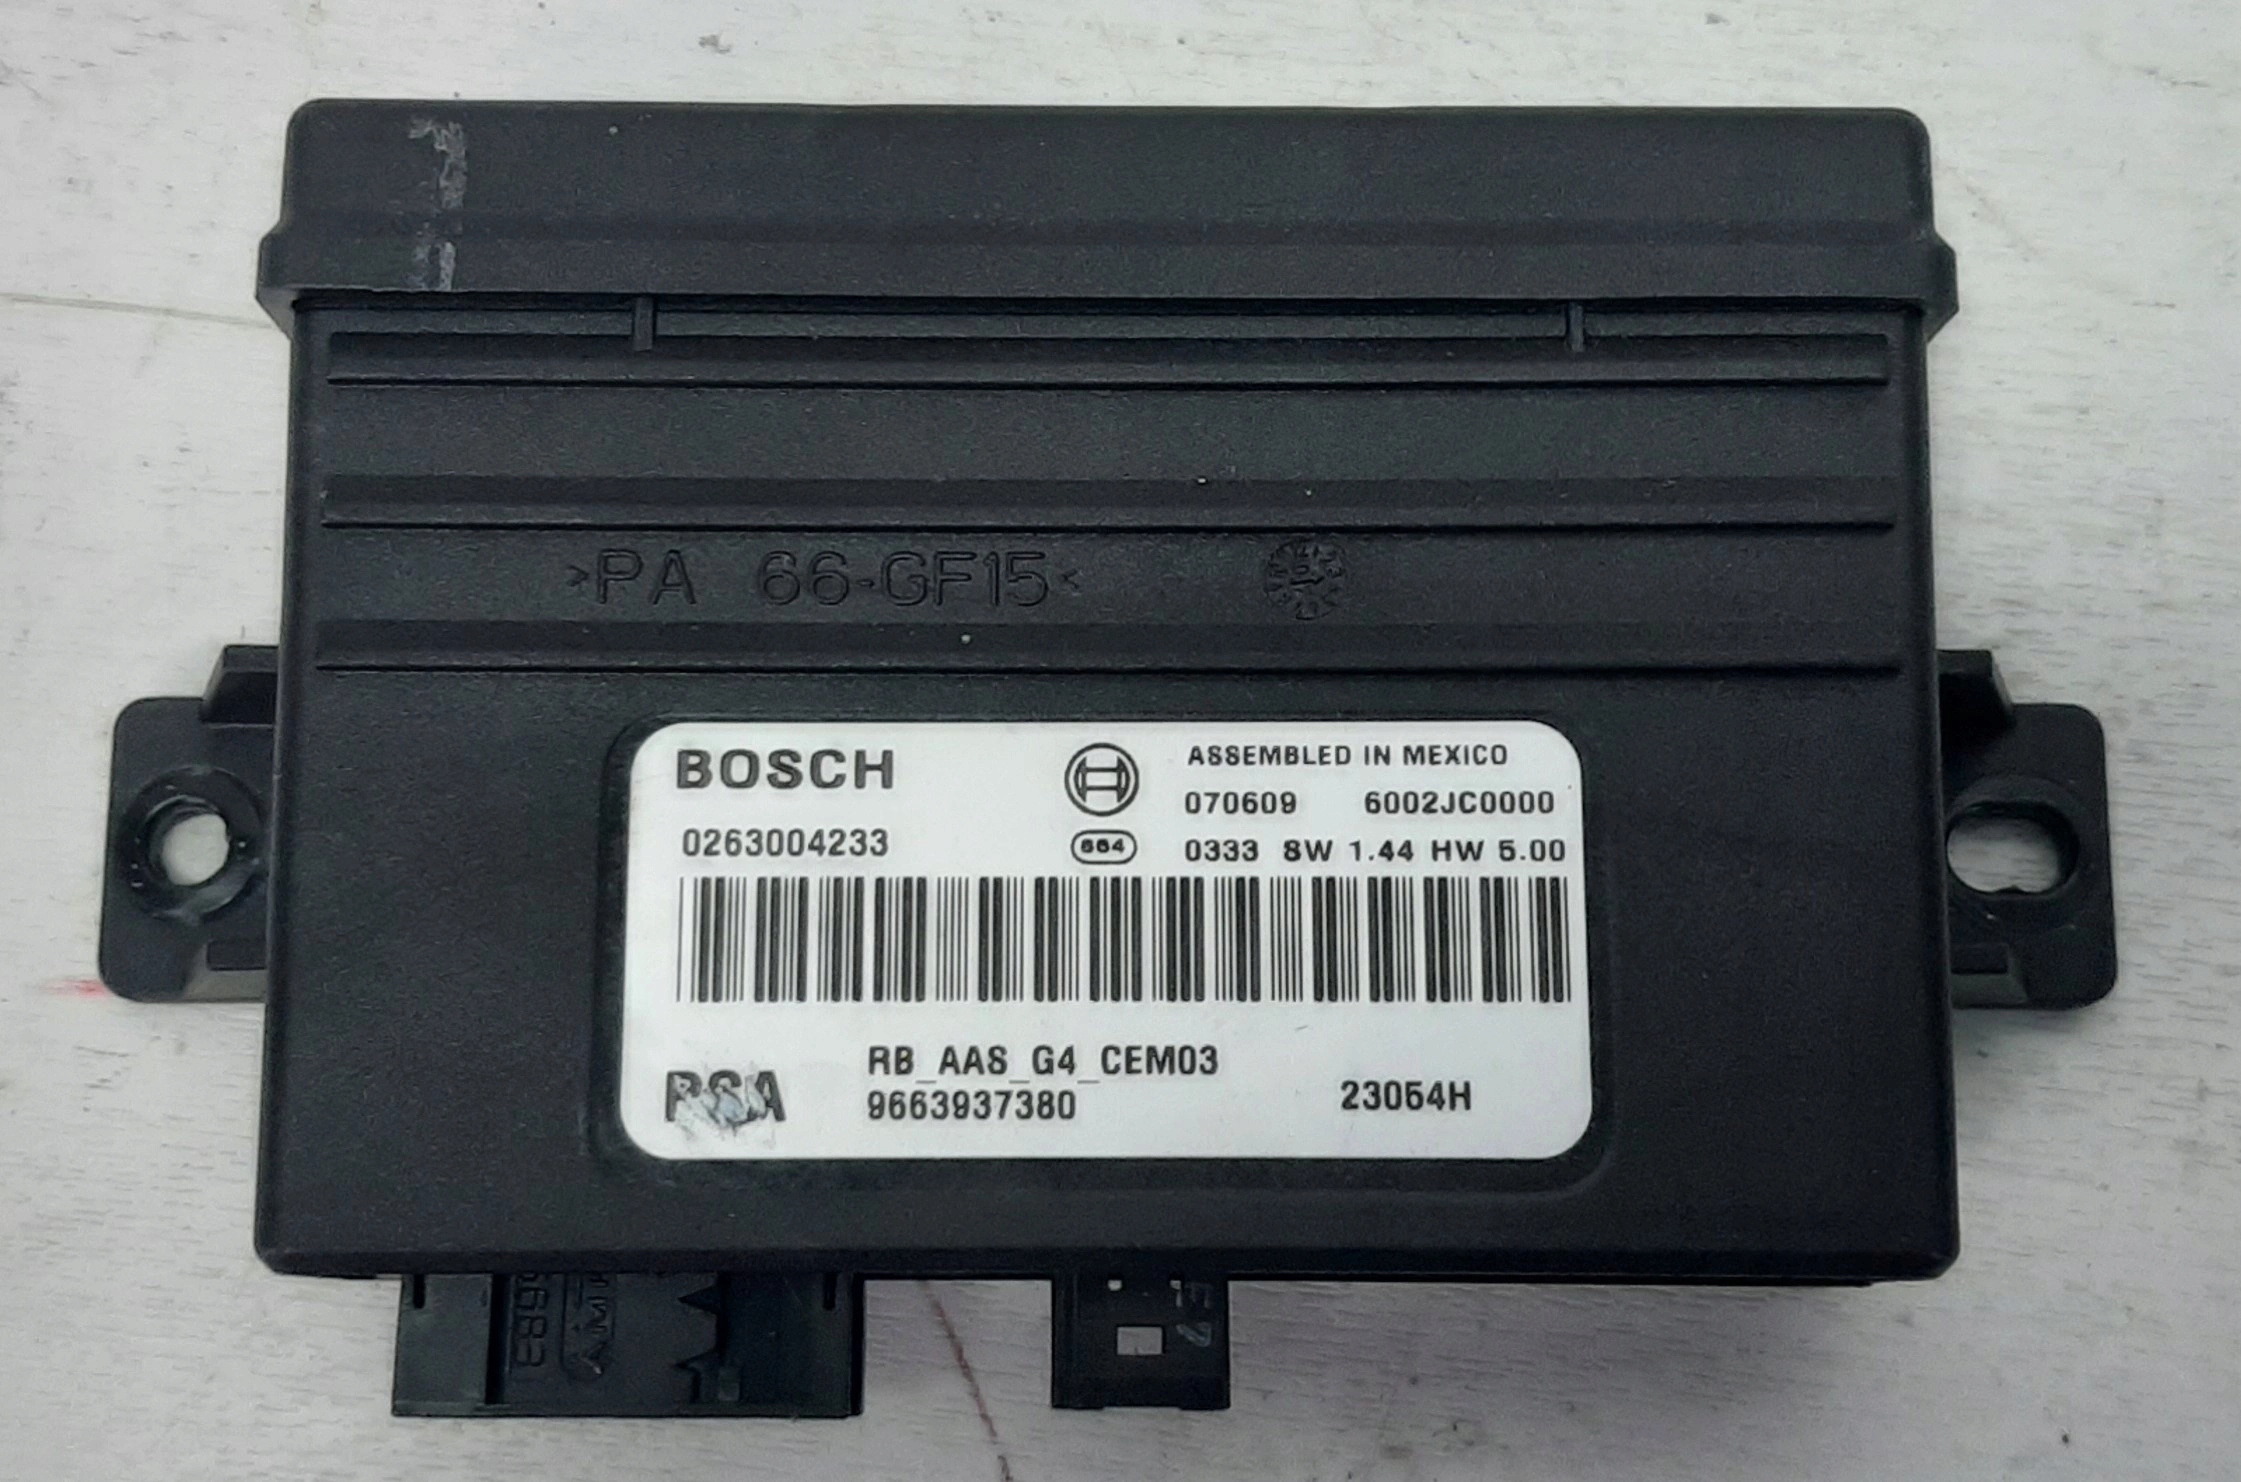 >PA 66-GF15<
BOSCH
ASSEMBLED IN MEXICO
070609 6002JC0000
0263004233
664
0333 SW 1.44 HW 5.00
RB_AAS_G4_CEM03
PSA
9663937380
23054H